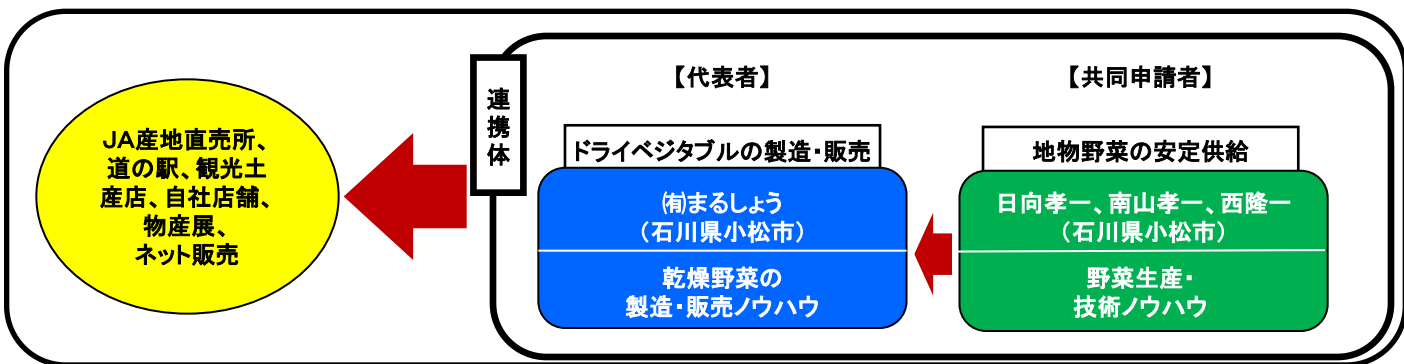 連
携
体
【代表者】
【共同申請者】
JA産地直売所、
道の駅、観光土
産店、自社店舗、
物産展、
ネット販売
ドライベジタブルの製造・販売
㈲まるしょう
（石川県小松市）
乾燥野菜の
製造・販売ノウハウ
地物野菜の安定供給
日向孝一、南山孝一、西隆一
（石川県小松市）
野菜生産・
技術ノウハウ